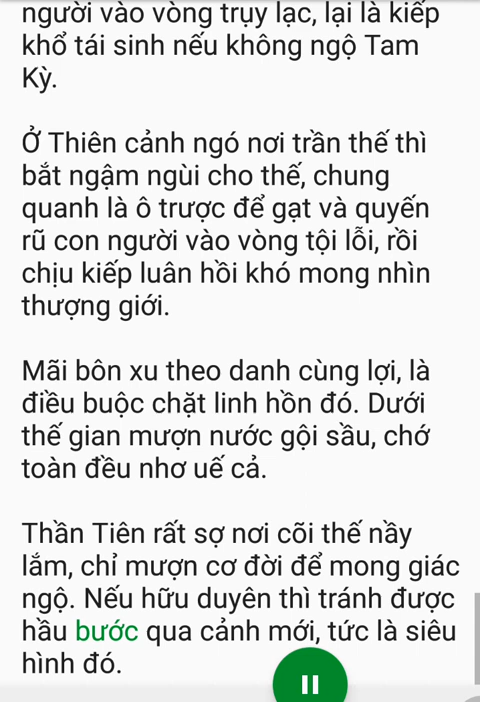 người vào vòng trụy lạc, lại là kiếp
khổ tái sinh nếu không ngộ Tam
Kỳ.
Ở Thiên cảnh ngó nơi trần thế thì
bắt ngậm ngùi cho thế, chung
quanh là ô trược để gạt và quyến
rũ con người vào vòng tội lỗi, rồi
chịu kiếp luân hồi khó mong nhìn
thượng giới.
Mãi bôn xu theo danh cùng lợi, là
điều buộc chặt linh hồn đó. Dưới
thế gian mượn nước gội sầu, chớ
toàn đều nhơ uế cả.
Thần Tiên rất sợ nơi cõi thế nầy
lắm, chỉ mượn cơ đời để mong giác
ngộ. Nếu hữu duyên thì tránh được
hầu bước qua cảnh mới, tức là siêu
hình đó.